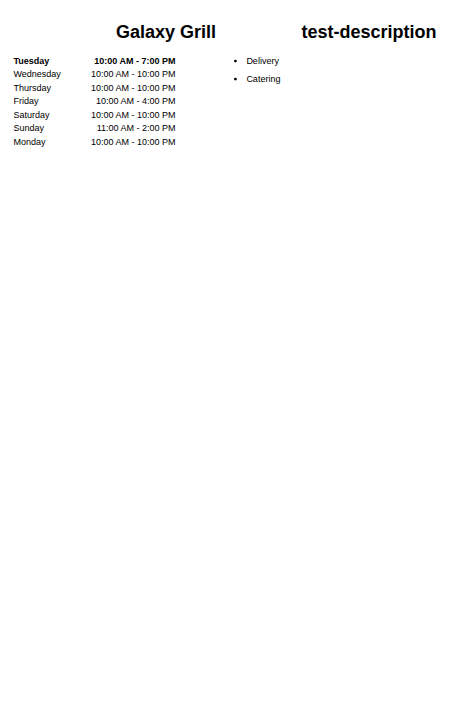 Galaxy Grill
test-description
Tuesday 10:00 AM - 7:00 PM
Wednesday 10:00 AM - 10:00 PM
Thursday 10:00 AM - 10:00 PM
Friday 10:00 AM - 4:00 PM
Saturday 10:00 AM - 10:00 PM
Sunday 11:00 AM - 2:00 PM
Monday 10:00 AM - 10:00 PM
• Delivery
• Catering